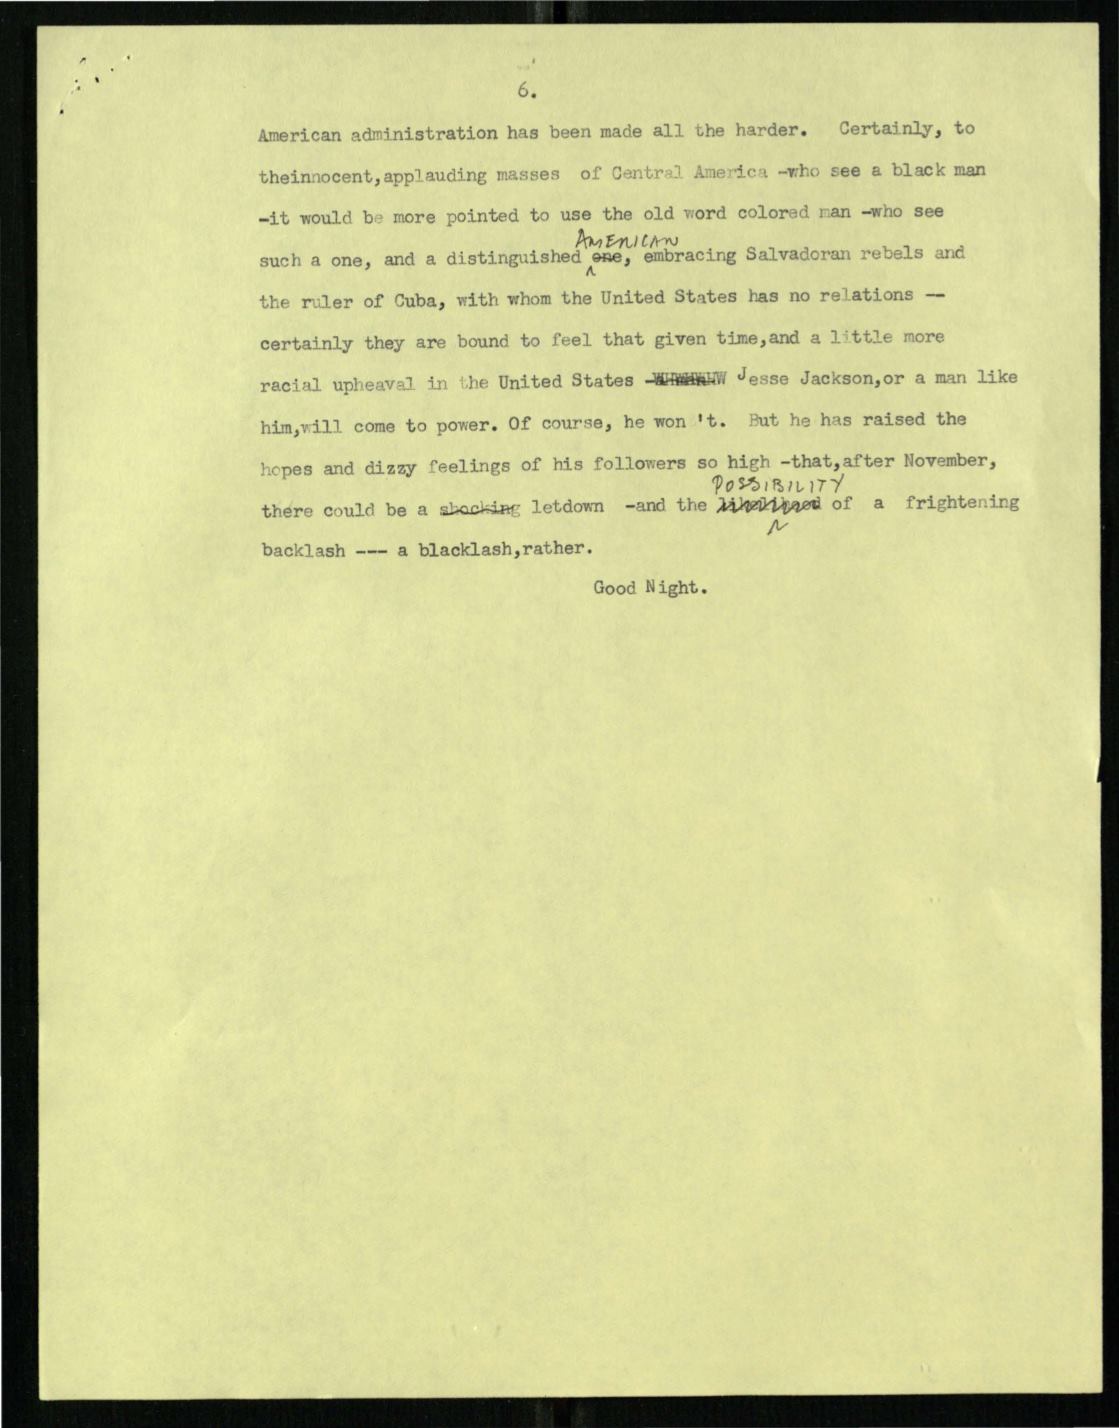 6.
American administration has been made all the harder. Certainly, to
theinnocent,applauding masses of Central America -who see a black man
-it would be more pointed to use the old word colored man -who see
AMERICAN
such a one, and a distinguished one, embracing Salvadoran rebels and
the ruler of Cuba, with whom the United States has no relations --
certainly they are bound to feel that given time,and a little more
racial upheaval in the United States - Jesse Jackson,or a man like
him,will come to power. Of course, he won 't. But he has raised the
hopes and dizzy feelings of his followers so high -that,after November,
POSSIBILITY
there could be a shocking letdown -and the likelihood of a frightening
backlash --- a blacklash,rather.
Good Night.